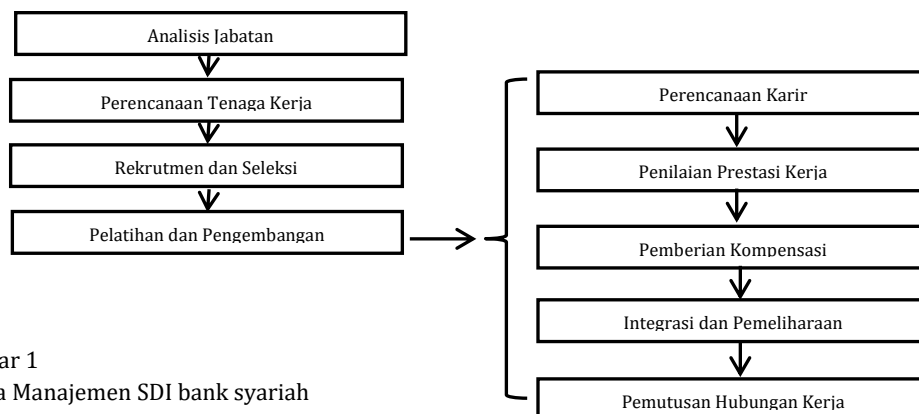 Analisis Jabatan
Perencanaan Tenaga Kerja
Rekrutmen dan Seleksi
Pelatihan dan Pengembangan
Perencanaan Karir
Penilaian Prestasi Kerja
Pemberian Kompensasi
Integrasi dan Pemeliharaan
Pemutusan Hubungan Kerja
ar 1
a Manajemen SDI bank syariah